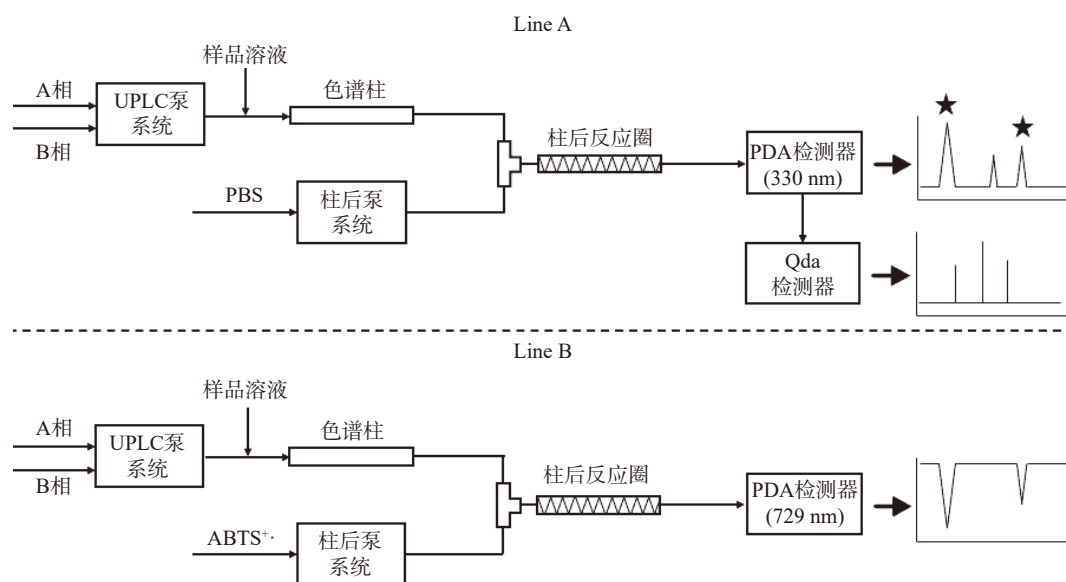 Line A
样品溶液
A相
B相
UPLC泵
系统
色谱柱
柱后反应圈
PBS
柱后泵
系统
PDA检测器
(330 nm)
★
★
Qda
检测器
Line B
样品溶液
A相
B相
UPLC泵
系统
色谱柱
柱后反应圈
ABTS⁺·
柱后泵
系统
PDA检测器
(729 nm)